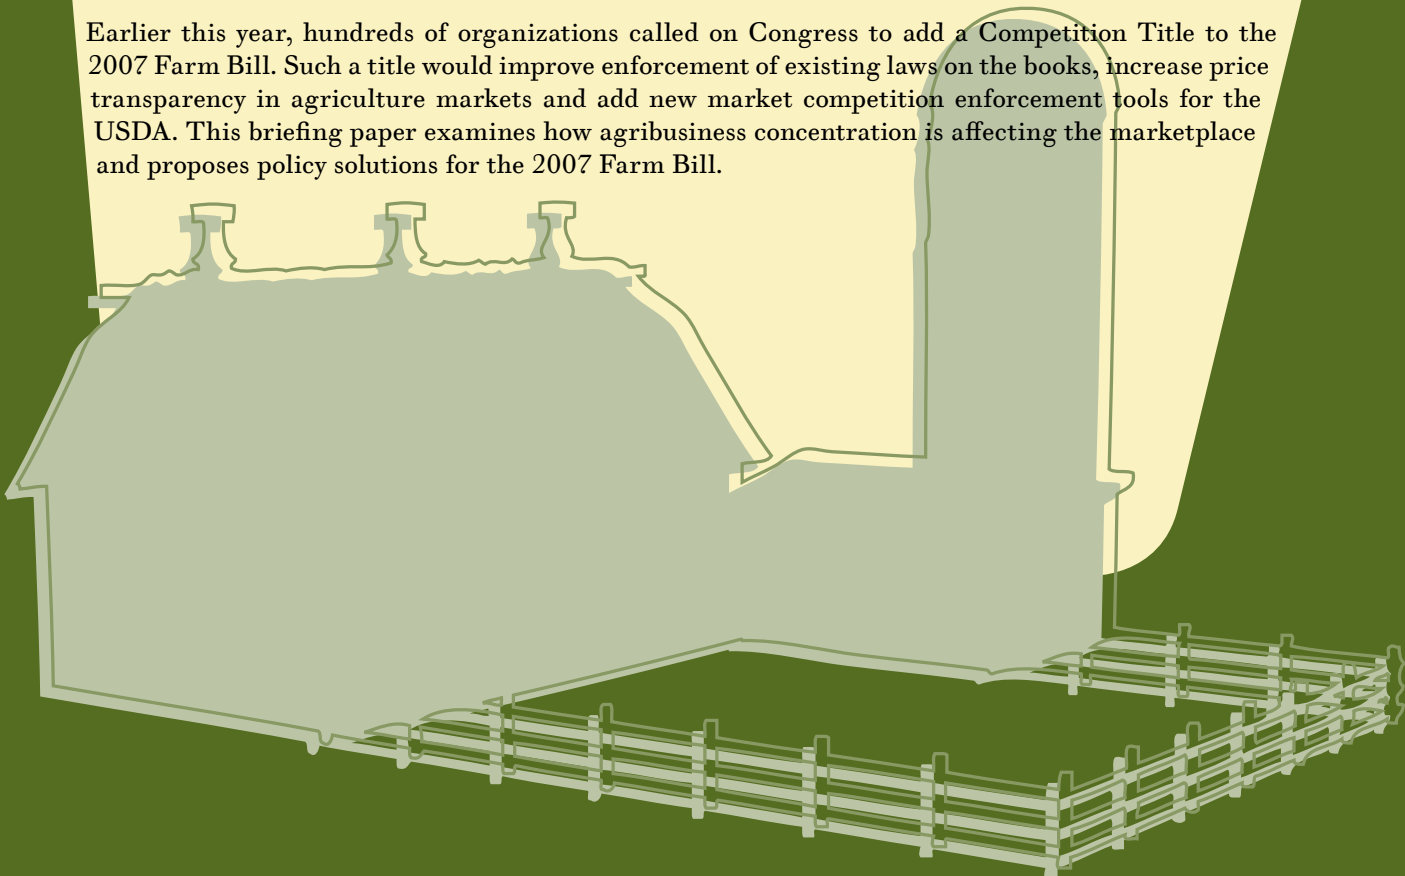 Earlier this year, hundreds of organizations called on Congress to add a Competition Title to the
2007 Farm Bill. Such a title would improve enforcement of existing laws on the books, increase price
transparency in agriculture markets and add new market competition enforcement tools for the
USDA. This briefing paper examines how agribusiness concentration is affecting the marketplace
and proposes policy solutions for the 2007 Farm Bill.